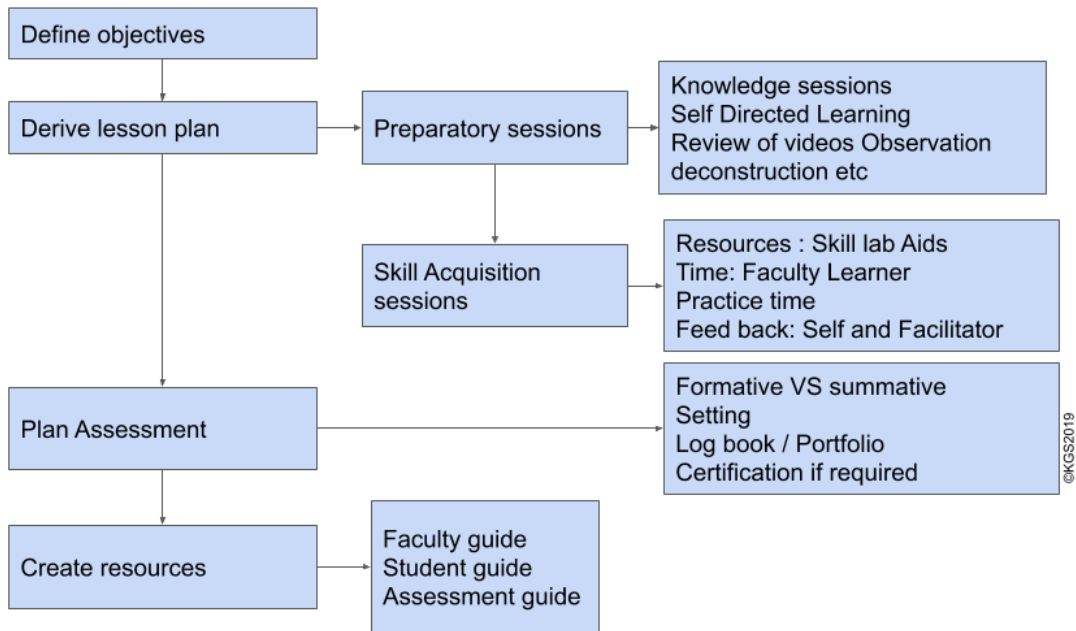 Define objectives
Derive lesson plan
Preparatory sessions
Knowledge sessions
Self Directed Learning
Review of videos Observation
deconstruction etc
Skill Acquisition
sessions
Resources : Skill lab Aids
Time: Faculty Learner
Practice time
Feed back: Self and Facilitator
Plan Assessment
Formative VS summative
Setting
Log book / Portfolio
Certification if required
Create resources
Faculty guide
Student guide
Assessment guide
©KGS2019